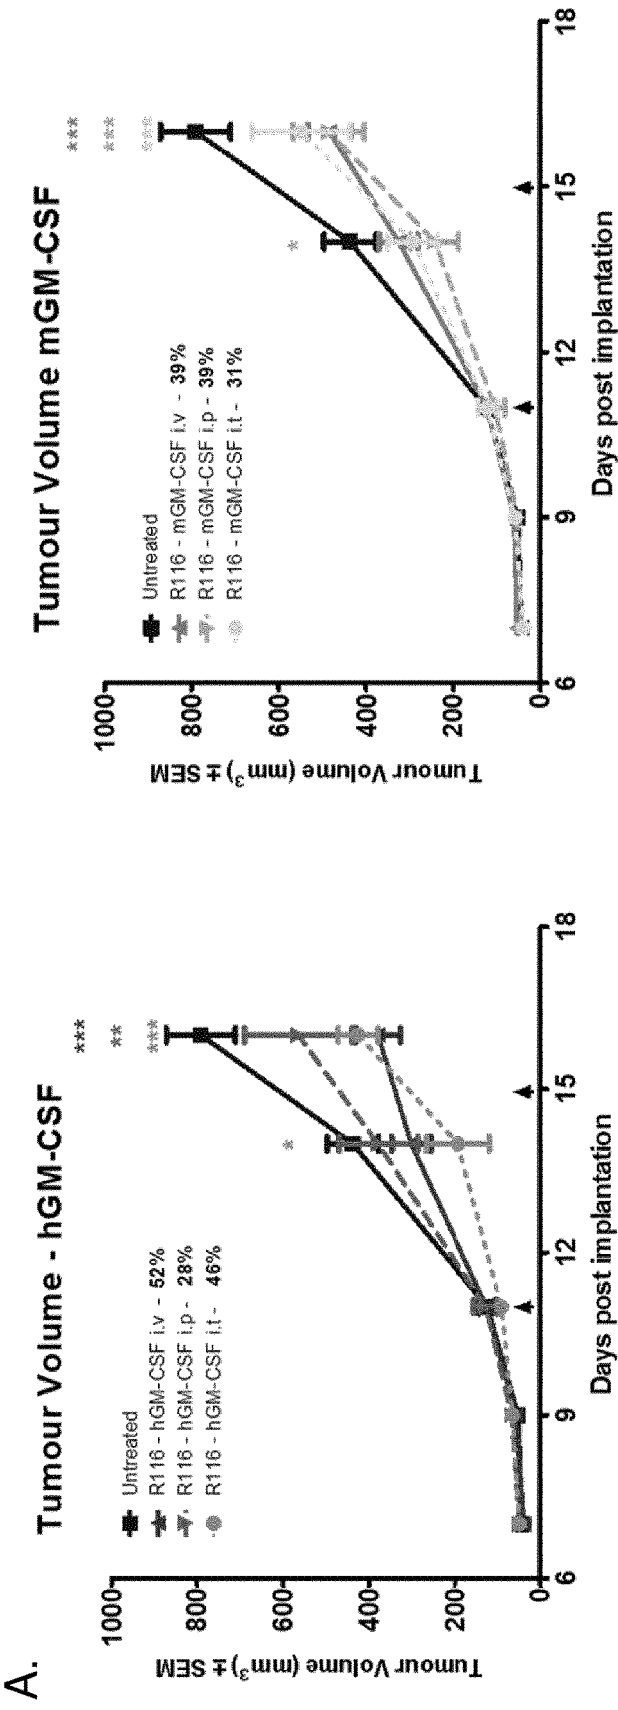 A.
Tumour Volume - hGM-CSF
Untreated
R116 - hGM-CSF i.v - 52%
R116 - hGM-CSF i.p - 28%
R116 - hGM-CSF i.t - 46%
***
**
***
*
Tumour Volume (mm³) ± SEM
1000
800
600
400
200
0
6
9
12
15
18
Days post implantation
Tumour Volume mGM-CSF
Untreated
R116 - mGM-CSF i.v - 39%
R116 - mGM-CSF i.p - 39%
R116 - mGM-CSF i.t - 31%
***
***
***
*
Tumour Volume (mm³) ± SEM
1000
800
600
400
200
0
6
9
12
15
18
Days post implantation